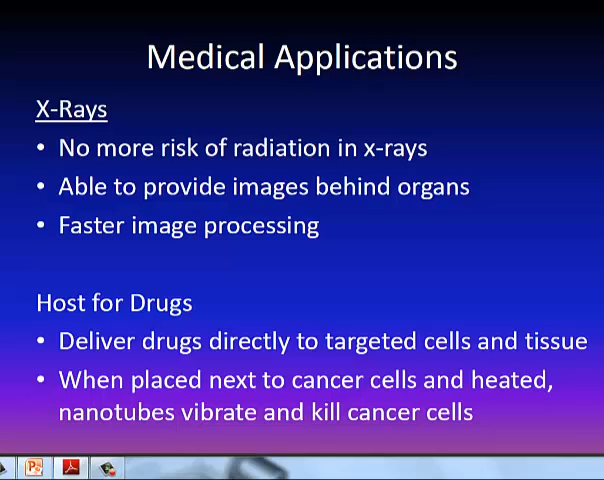 Medical Applications
X-Rays
• No more risk of radiation in x-rays
• Able to provide images behind organs
• Faster image processing
Host for Drugs
• Deliver drugs directly to targeted cells and tissue
• When placed next to cancer cells and heated,
nanotubes vibrate and kill cancer cells